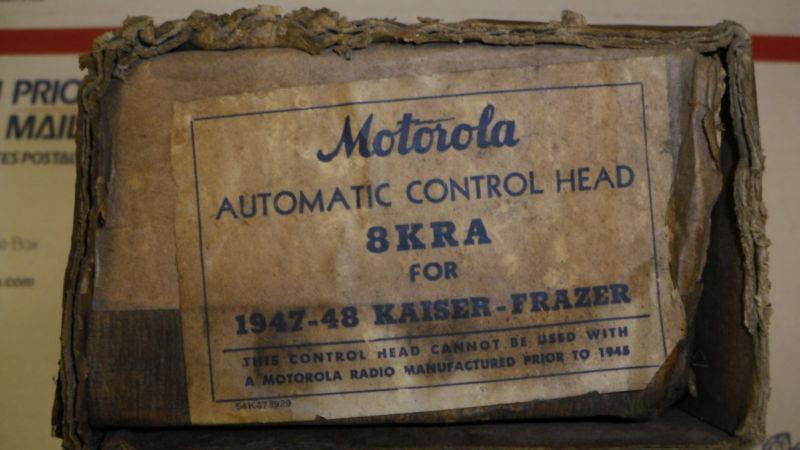 Motorola
AUTOMATIC CONTROL HEAD
8KRA
FOR
1947-48 KAISER-FRAZER
THIS CONTROL HEAD CANNOT BE USED WITH
A MOTOROLA RADIO MANUFACTURED PRIOR TO 1945
54K473929
PRIO
MAIL
Box